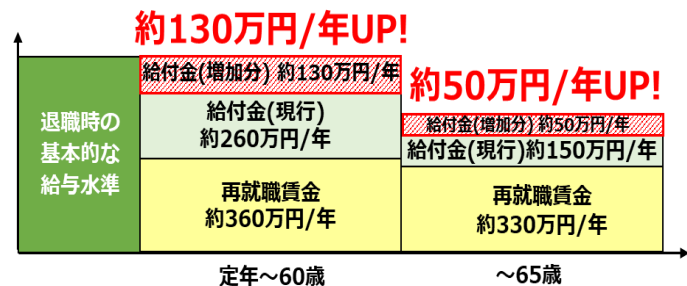 約130万円/年UP!
給付金(増加分) 約130万円/年
約50万円/年UP!
給付金(増加分) 約50万円/年
退職時の
基本的な
給与水準
給付金(現行)
約260万円/年
給付金(現行)約150万円/年
再就職賃金
約360万円/年
再就職賃金
約330万円/年
定年～60歳
～65歳